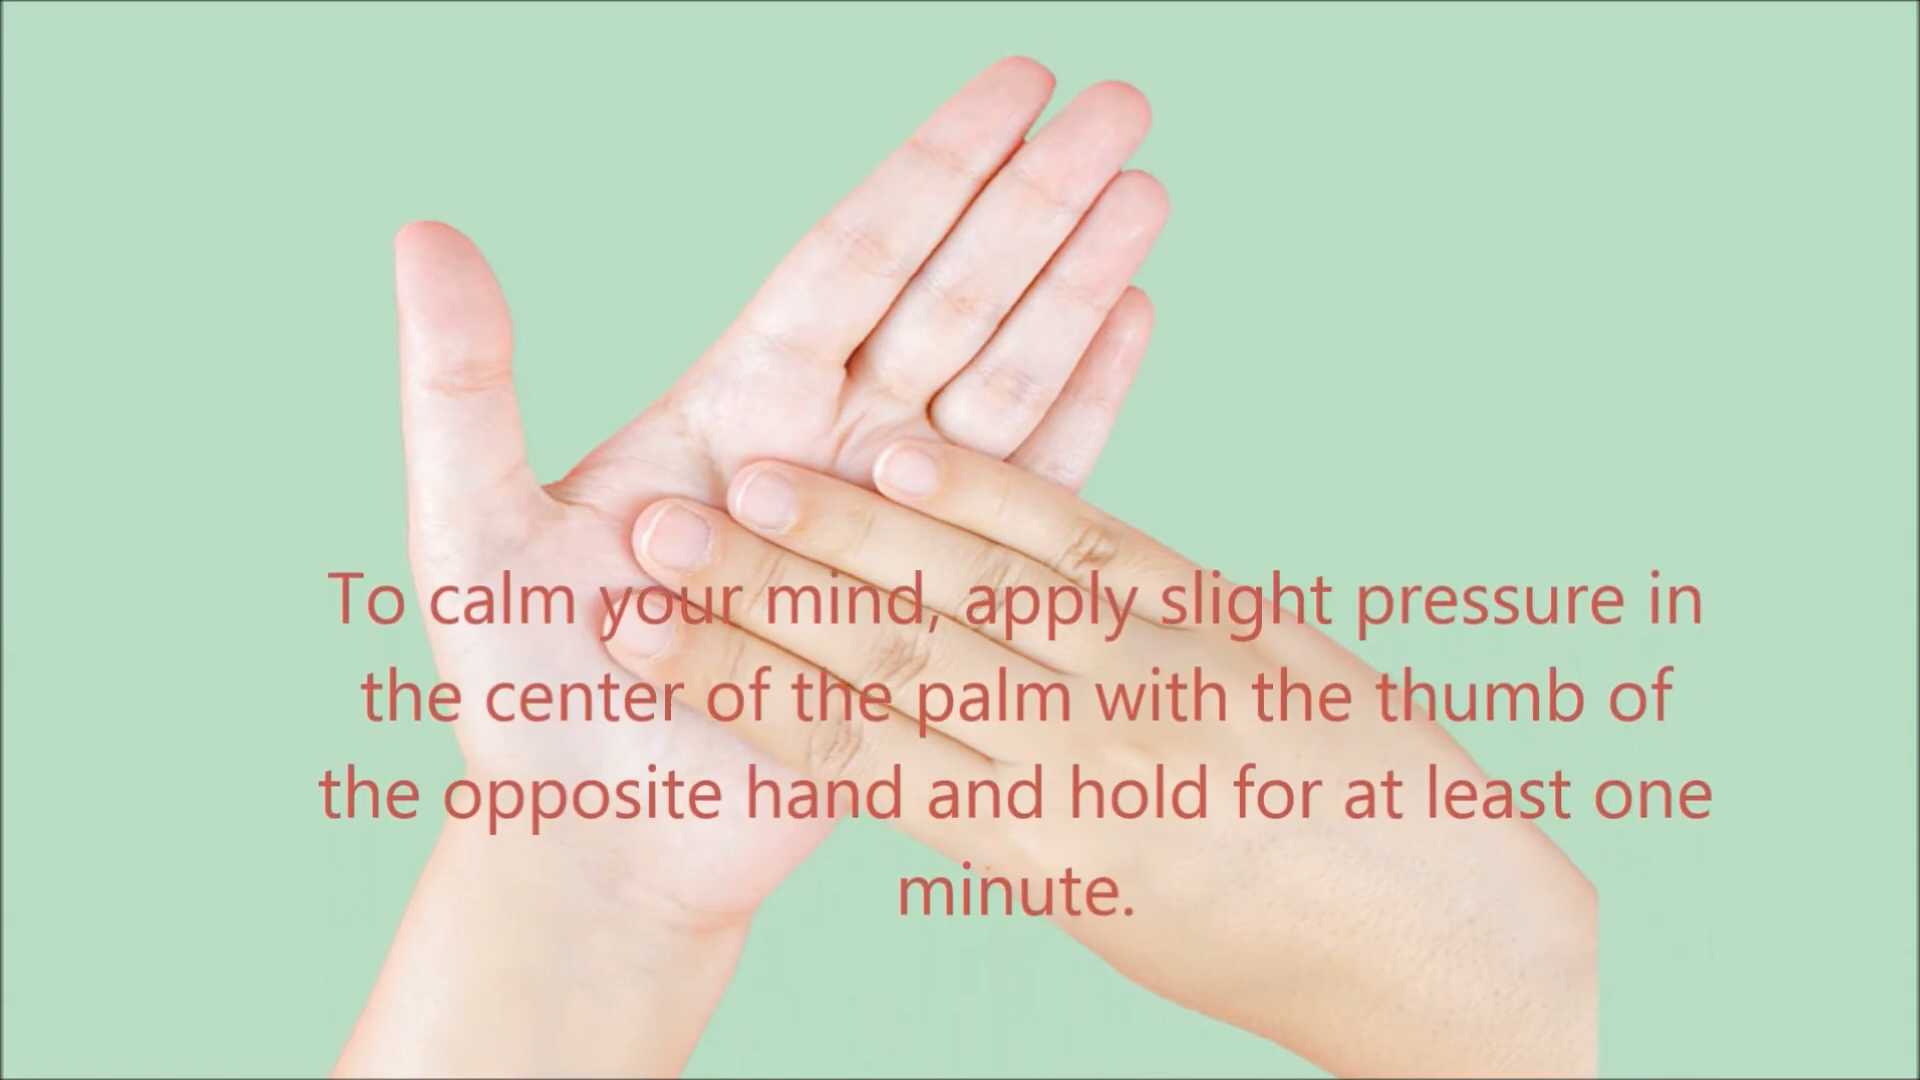 To calm your mind, apply slight pressure in
the center of the palm with the thumb of
the opposite hand and hold for at least one
minute.